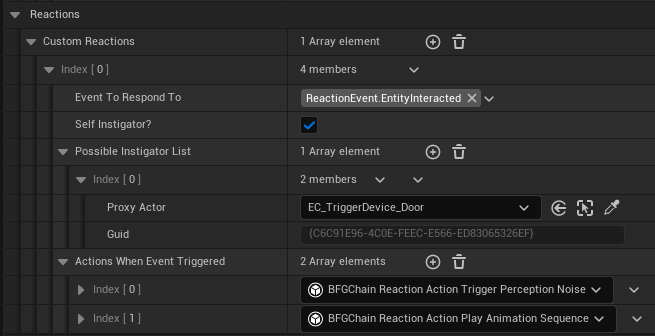 Reactions
Custom Reactions 1 Array element
Index [ 0 ] 4 members
Event To Respond To ReactionEvent.EntityInteracted
Self Instigator?
Possible Instigator List 1 Array element
Index [ 0 ] 2 members
Proxy Actor EC_TriggerDevice_Door
Guid {C6C91E96-4C0E-FEEC-E566-ED83065326EF}
Actions When Event Triggered 2 Array elements
Index [ 0 ] BFGChain Reaction Action Trigger Perception Noise
Index [ 1 ] BFGChain Reaction Action Play Animation Sequence